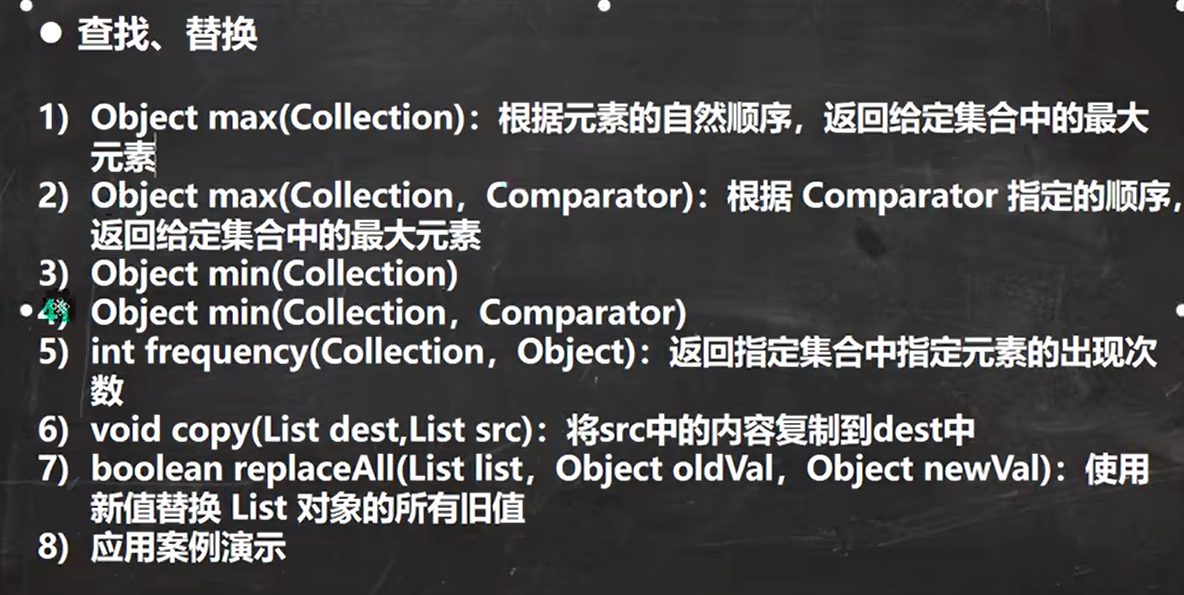 ● 查找、替换
1) Object max(Collection)：根据元素的自然顺序，返回给定集合中的最大
元素
2) Object max(Collection，Comparator)：根据 Comparator 指定的顺序，
返回给定集合中的最大元素
3) Object min(Collection)
4) Object min(Collection，Comparator)
5) int frequency(Collection，Object)：返回指定集合中指定元素的出现次
数
6) void copy(List dest,List src)：将src中的内容复制到dest中
7) boolean replaceAll(List list，Object oldVal，Object newVal)：使用
新值替换 List 对象的所有旧值
8) 应用案例演示